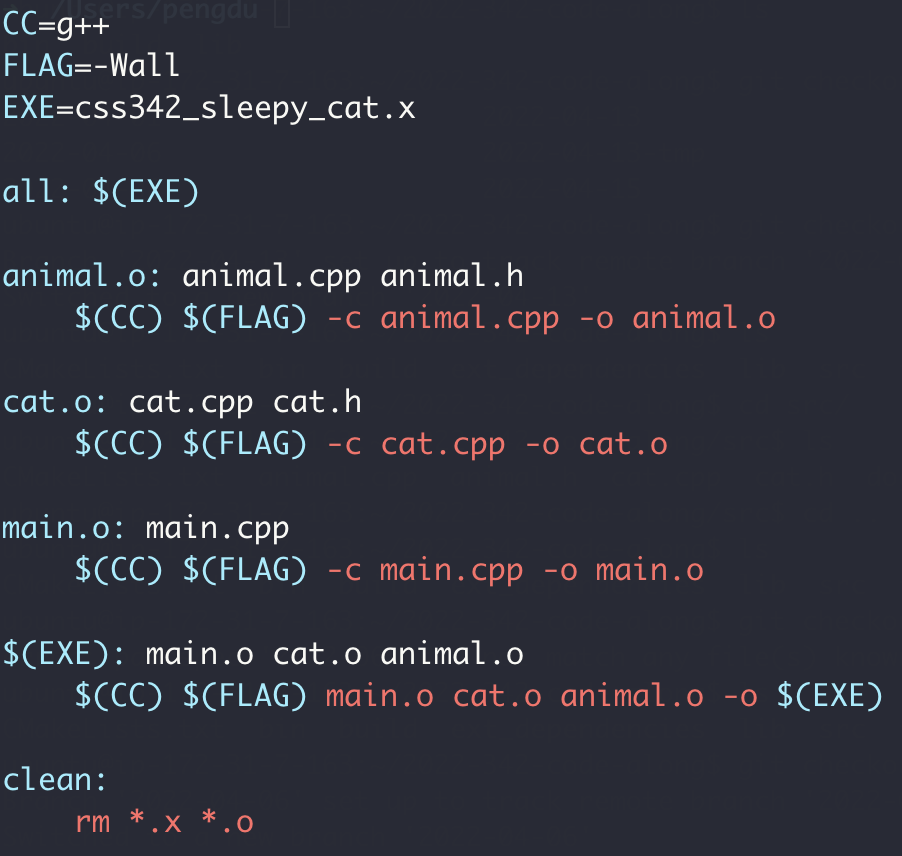 /Users/pengdu
CC=g++
FLAG=-Wall
EXE=css342_sleepy_cat.x
all: $(EXE)
animal.o: animal.cpp animal.h
$(CC) $(FLAG) -c animal.cpp -o animal.o
cat.o: cat.cpp cat.h
$(CC) $(FLAG) -c cat.cpp -o cat.o
main.o: main.cpp
$(CC) $(FLAG) -c main.cpp -o main.o
$(EXE): main.o cat.o animal.o
$(CC) $(FLAG) main.o cat.o animal.o -o $(EXE)
clean:
rm *.x *.o